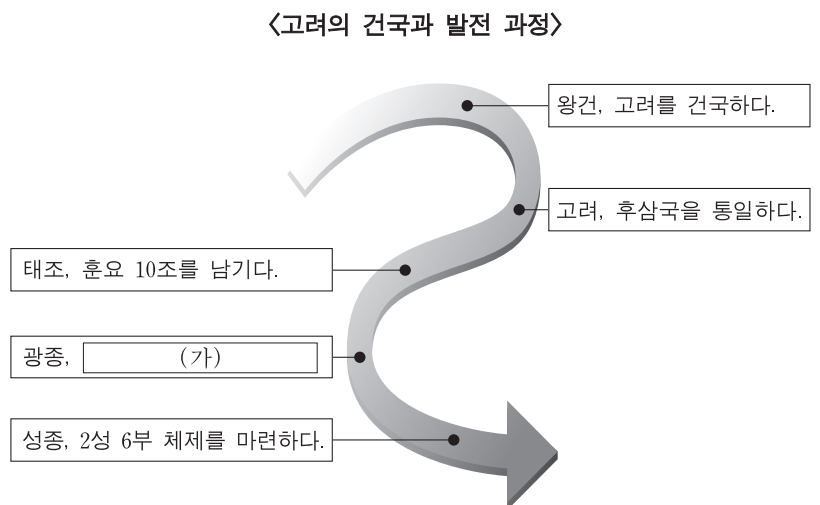 <고려의 건국과 발전 과정>
왕건, 고려를 건국하다.
고려, 후삼국을 통일하다.
태조, 훈요 10조를 남기다.
광종, (가)
성종, 2성 6부 체제를 마련하다.